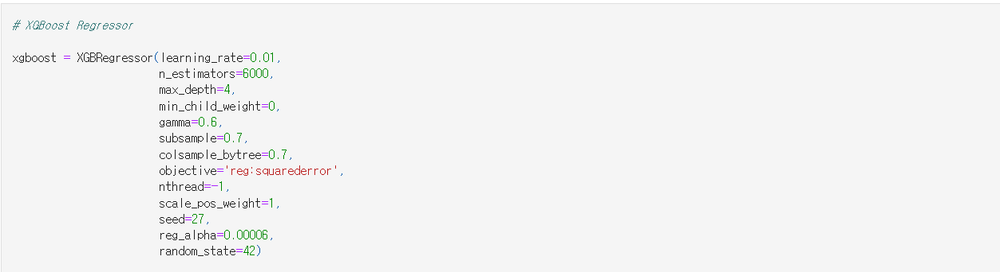 # XGBoost Regressor
xgboost = XGBRegressor(learning_rate=0.01,
n_estimators=6000,
max_depth=4,
min_child_weight=0,
gamma=0.6,
subsample=0.7,
colsample_bytree=0.7,
objective='reg:squarederror',
nthread=-1,
scale_pos_weight=1,
seed=27,
reg_alpha=0.00006,
random_state=42)